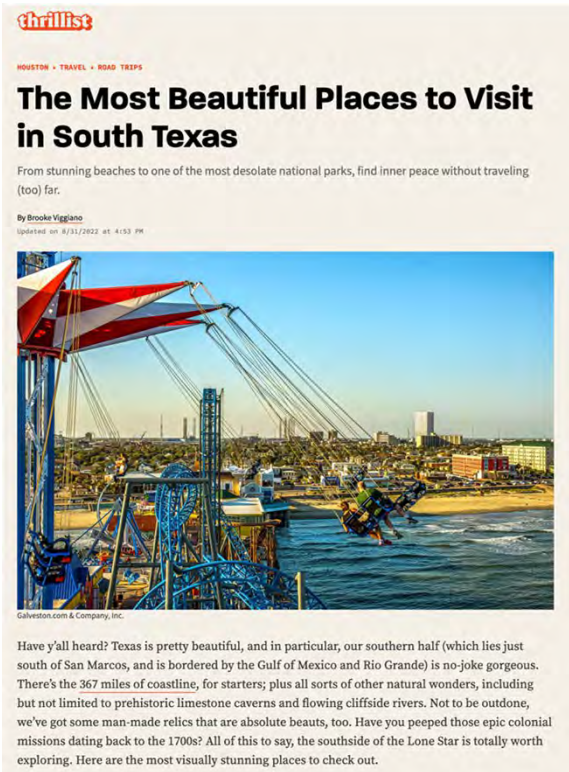 thrillist
HOUSTON • TRAVEL • ROAD TRIPS
The Most Beautiful Places to Visit
in South Texas
From stunning beaches to one of the most desolate national parks, find inner peace without traveling
(too) far.
By Brooke Viggiano
Updated on 8/31/2022 at 4:53 PM
Galveston.com & Company, Inc.
Have y'all heard? Texas is pretty beautiful, and in particular, our southern half (which lies just
south of San Marcos, and is bordered by the Gulf of Mexico and Rio Grande) is no-joke gorgeous.
There's the 367 miles of coastline, for starters; plus all sorts of other natural wonders, including
but not limited to prehistoric limestone caverns and flowing cliffside rivers. Not to be outdone,
we've got some man-made relics that are absolute beauts, too. Have you peeped those epic colonial
missions dating back to the 1700s? All of this to say, the southside of the Lone Star is totally worth
exploring. Here are the most visually stunning places to check out.